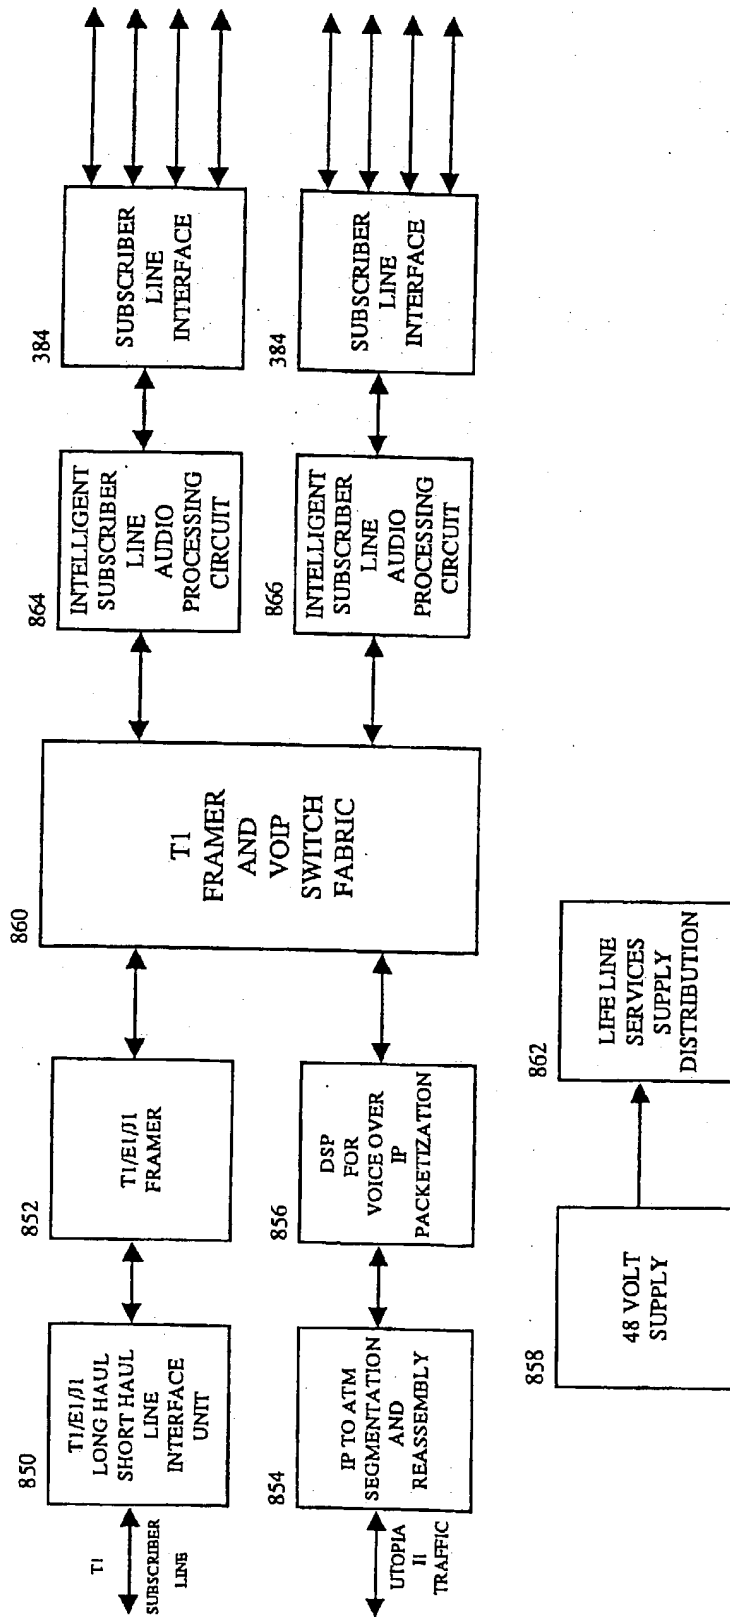 T1
SUBSCRIBER
LINE
850
T1/E1/J1
LONG HAUL
SHORT HAUL
LINE
INTERFACE
UNIT
852
T1/E1/J1
FRAMER
860
T1
FRAMER
AND
VOIP
SWITCH
FABRIC
864
INTELLIGENT
SUBSCRIBER
LINE
AUDIO
PROCESSING
CIRCUIT
384
SUBSCRIBER
LINE
INTERFACE
UTOPIA
II
TRAFFIC
854
IP TO ATM
SEGMENTATION
AND
REASSEMBLY
856
DSP
FOR
VOICE OVER
IP
PACKETIZATION
866
INTELLIGENT
SUBSCRIBER
LINE
AUDIO
PROCESSING
CIRCUIT
384
SUBSCRIBER
LINE
INTERFACE
858
48 VOLT
SUPPLY
862
LIFE LINE
SERVICES
SUPPLY
DISTRIBUTION